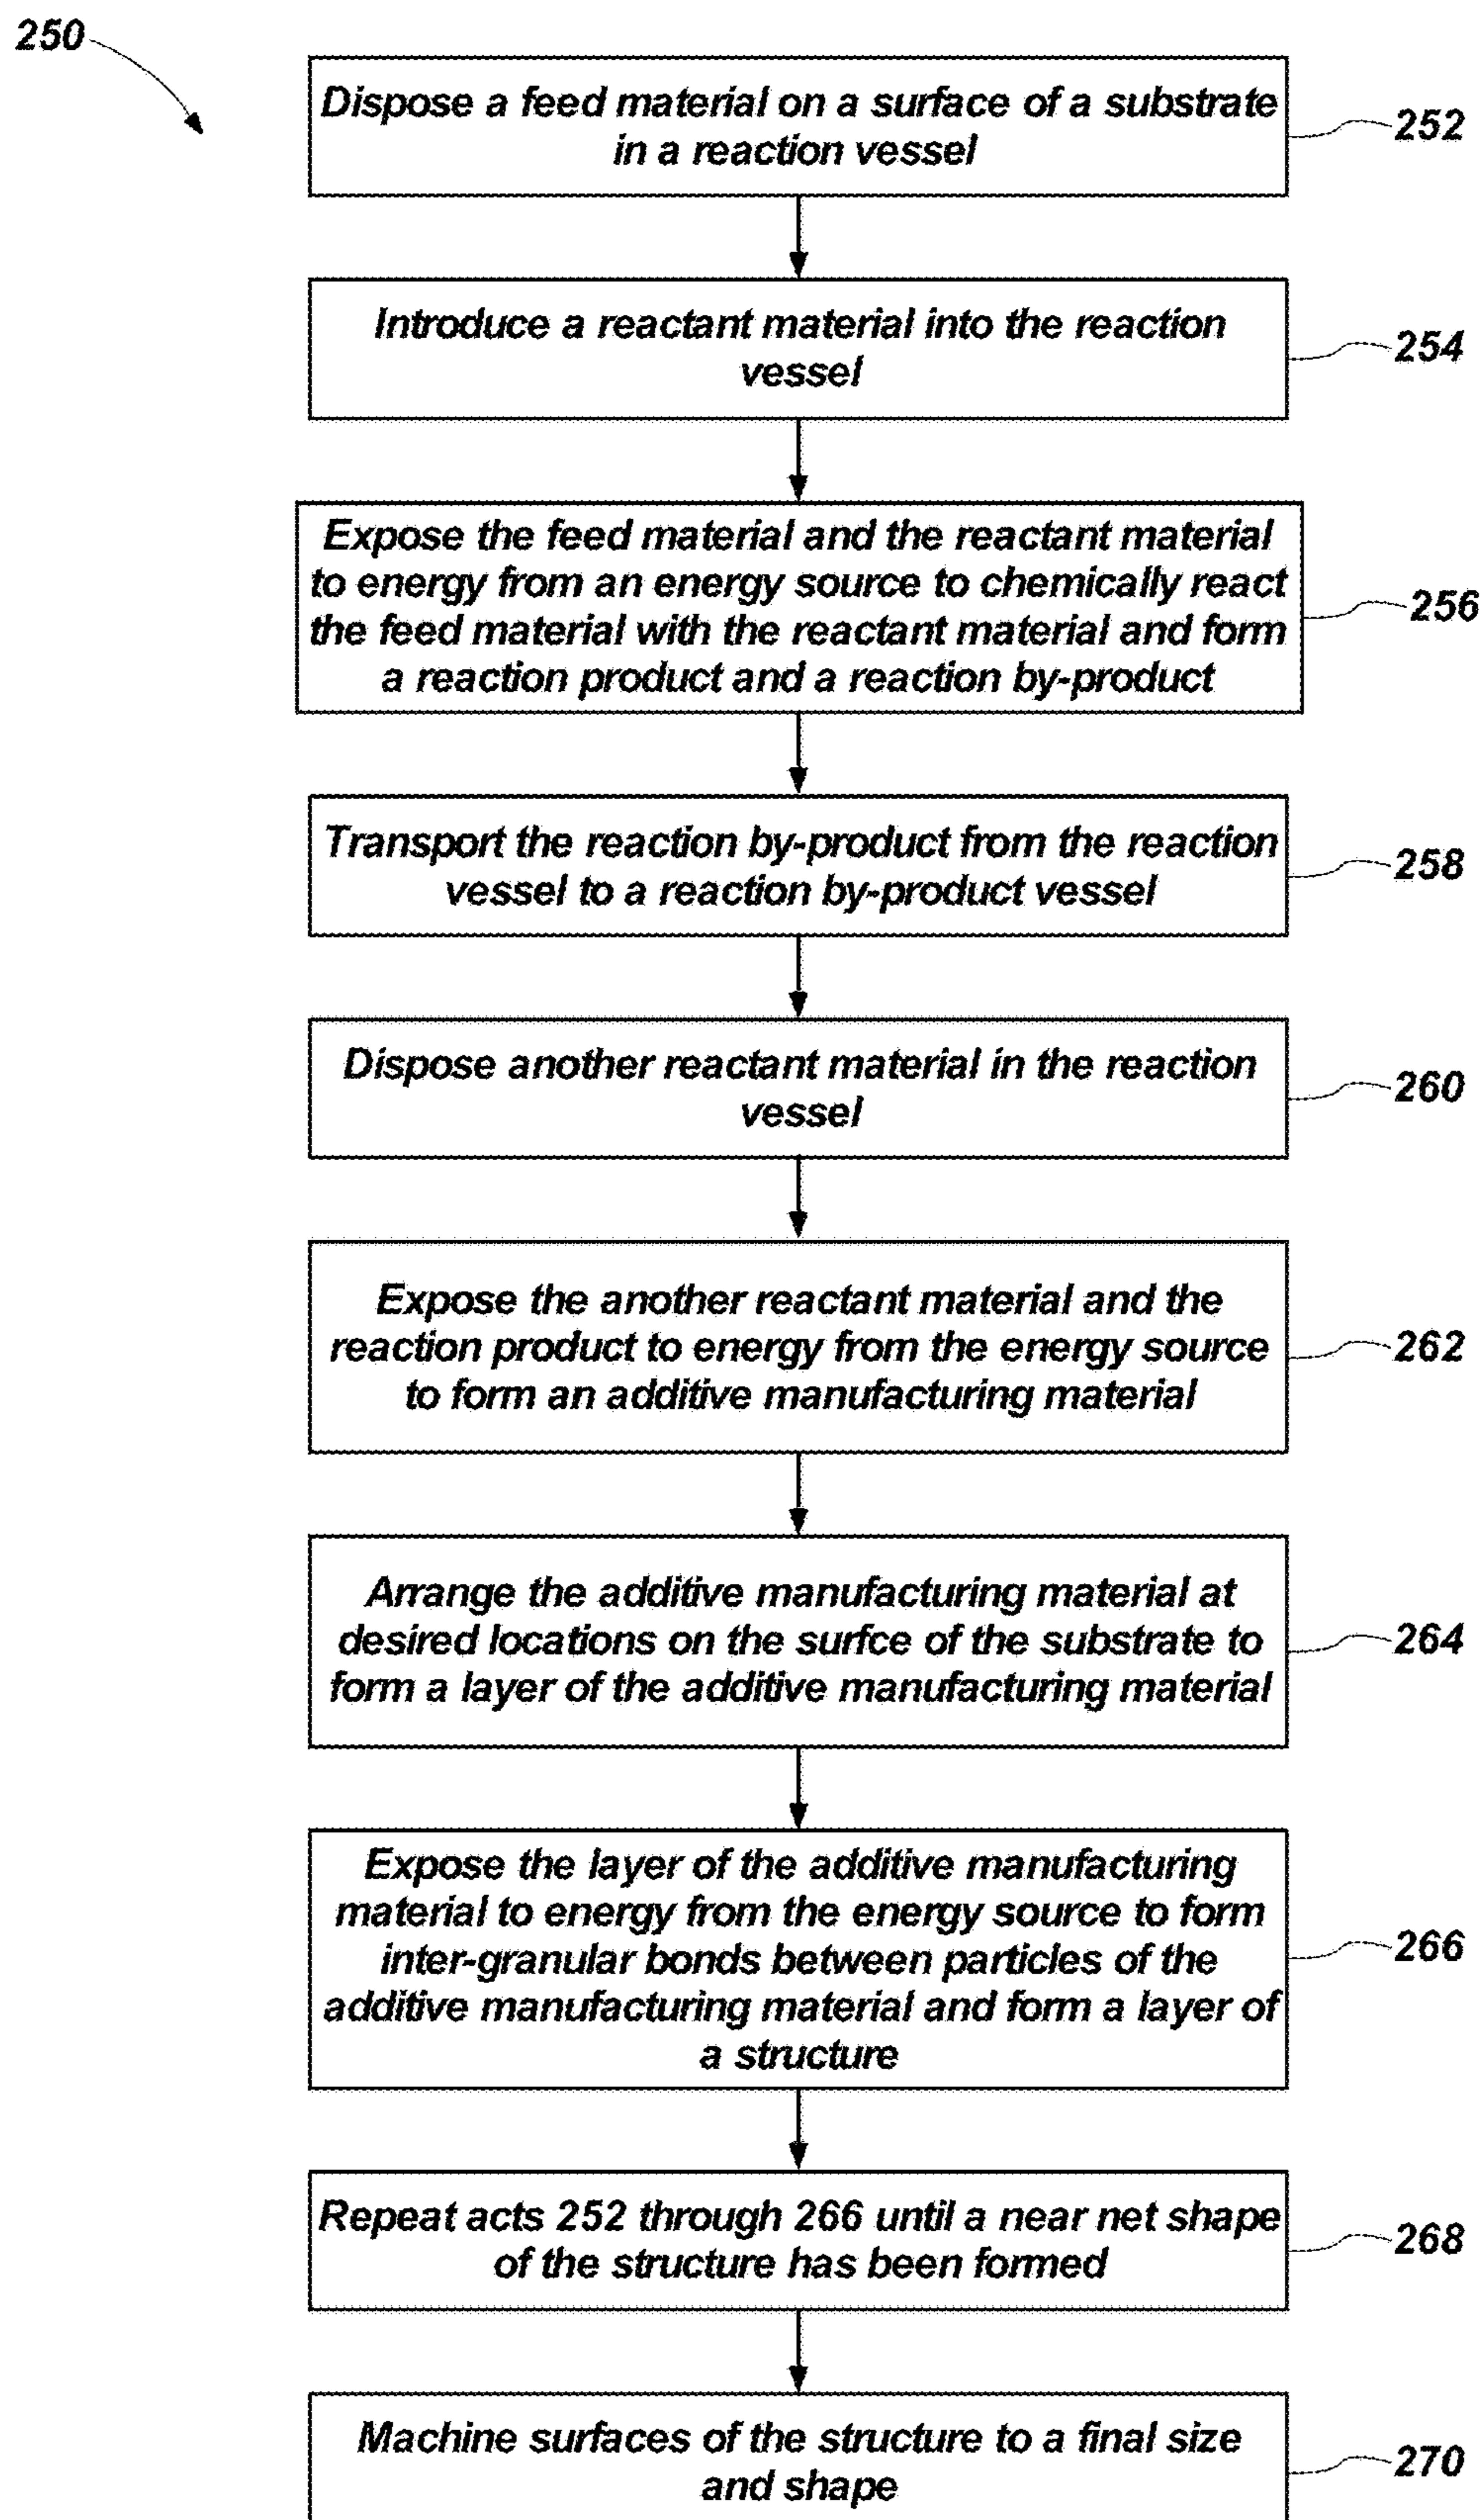 250
Dispose a feed material on a surface of a substrate
in a reaction vessel
252
Introduce a reactant material into the reaction
vessel
254
Expose the feed material and the reactant material
to energy from an energy source to chemically react
the feed material with the reactant material and form
a reaction product and a reaction by-product
256
Transport the reaction by-product from the reaction
vessel to a reaction by-product vessel
258
Dispose another reactant material in the reaction
vessel
260
Expose the another reactant material and the
reaction product to energy from the energy source
to form an additive manufacturing material
262
Arrange the additive manufacturing material at
desired locations on the surfce of the substrate to
form a layer of the additive manufacturing material
264
Expose the layer of the additive manufacturing
material to energy from the energy source to form
inter-granular bonds between particles of the
additive manufacturing material and form a layer of
a structure
266
Repeat acts 252 through 266 until a near net shape
of the structure has been formed
268
Machine surfaces of the structure to a final size
and shape
270